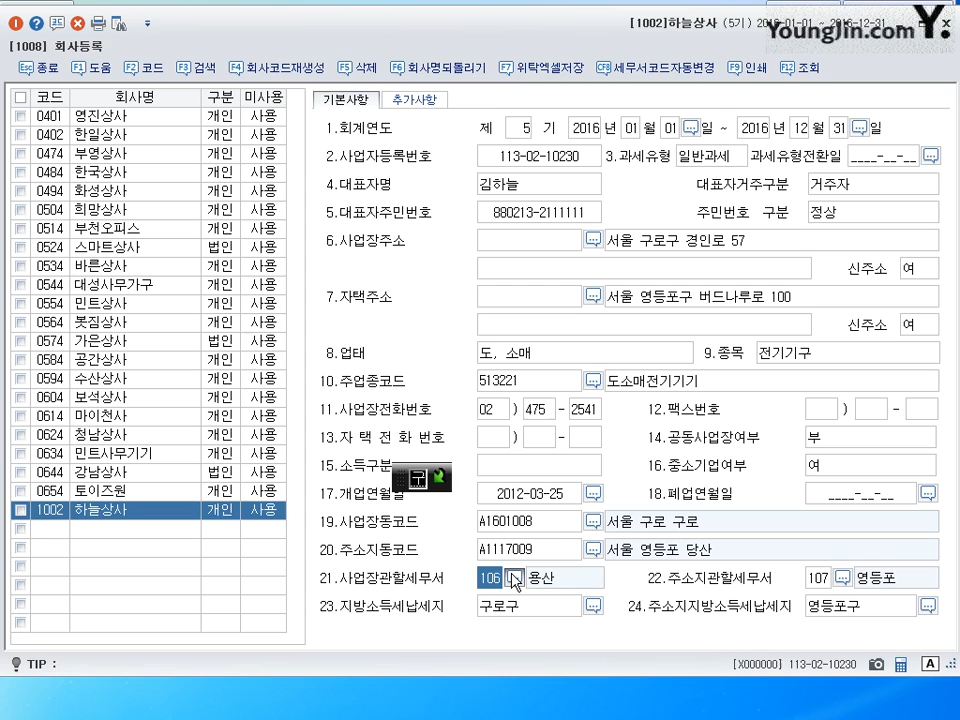 [1002]하늘상사 (5기) 2016-01-01 ~ 2016-12-31
YoungJin.com Y.
[1008] 회사등록
Esc 종료 F1 도움 F2 코드 F3 검색 F4 회사코드재생성 F5 삭제 F6 회사명되돌리기 F7 위탁엑셀저장 CF8 세무서코드자동변경 F9 인쇄 F12 조회
코드 회사명 구분 미사용
0401 영진상사 개인 사용
0402 한일상사 개인 사용
0474 부영상사 개인 사용
0484 한국상사 개인 사용
0494 화성상사 개인 사용
0504 희망상사 개인 사용
0514 부천오피스 개인 사용
0524 스마트상사 법인 사용
0534 바른상사 개인 사용
0544 대성사무가구 개인 사용
0554 민트상사 개인 사용
0564 봇짐상사 개인 사용
0574 가은상사 법인 사용
0584 공간상사 개인 사용
0594 수산상사 개인 사용
0604 보석상사 개인 사용
0614 마이천사 개인 사용
0624 청남상사 개인 사용
0634 민트사무기기 개인 사용
0644 강남상사 법인 사용
0654 토이즈원 개인 사용
1002 하늘상사 개인 사용
기본사항 추가사항
1.회계연도 제 5 기 2016 년 01 월 01 일 ~ 2016 년 12 월 31 일
2.사업자등록번호 113-02-10230 3.과세유형 일반과세 과세유형전환일 ____-__-__
4.대표자명 김하늘 대표자거주구분 거주자
5.대표자주민번호 880213-2111111 주민번호 구분 정상
6.사업장주소 서울 구로구 경인로 57
신주소 여
7.자택주소 서울 영등포구 버드나루로 100
신주소 여
8.업태 도, 소매 9.종목 전기기구
10.주업종코드 513221 도소매전기기기
11.사업장전화번호 02 ) 475 - 2541 12.팩스번호 ) -
13.자 택 전 화 번호 ) - 14.공동사업장여부 부
15.소득구분 16.중소기업여부 여
구
17.개업연월일 2012-03-25 18.폐업연월일 ____-__-__
19.사업장동코드 A1601008 서울 구로 구로
20.주소지동코드 A1117009 서울 영등포 당산
21.사업장관할세무서 106 용산 22.주소지관할세무서 107 영등포
23.지방소득세납세지 구로구 24.주소지지방소득세납세지 영등포구
TIP :
[X000000] 113-02-10230 A